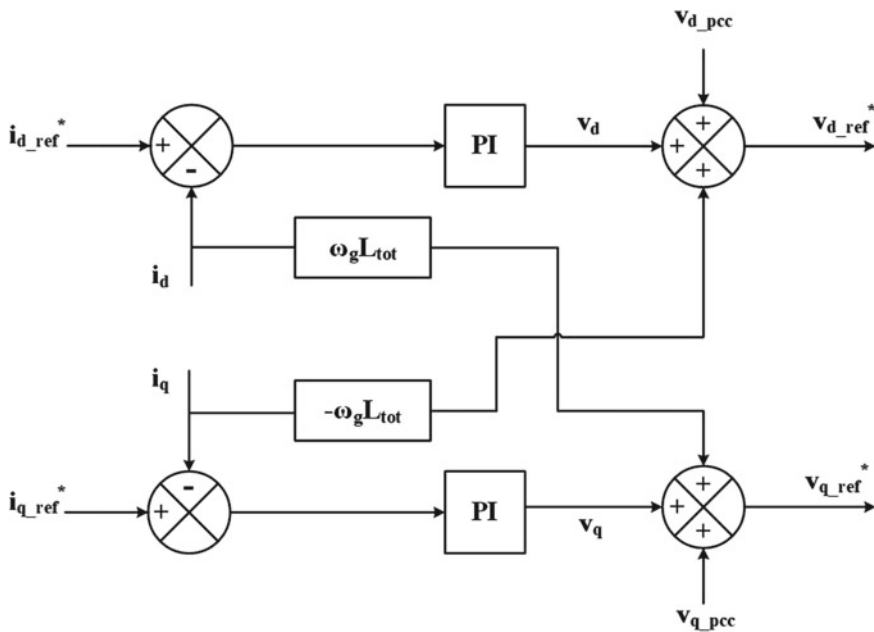 v_d_pcc
i_d_ref* + - PI v_d + + + v_d_ref*
ω_gL_tot
i_d
i_q
-ω_gL_tot
i_q_ref* + - PI v_q + + + v_q_ref*
v_q_pcc